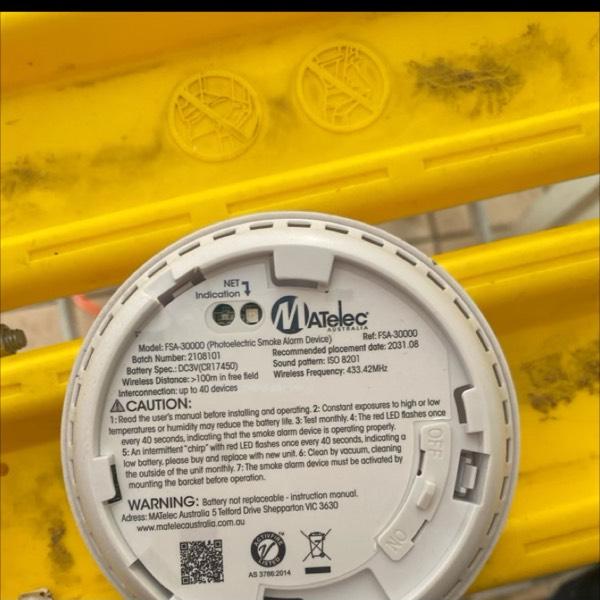 NET
Indication
MATelec
AUSTRALIA
Model: FSA-30000 (Photoelectric Smoke Alarm Device) Ref: FSA-30000
Batch Number: 2108101 Recommended placement date: 2031.08
Battery Spec.: DC3V(CR17450) Sound pattern: ISO 8201
Wireless Distance: >100m in free field Wireless Frequency: 433.42MHz
Interconnection: up to 40 devices
CAUTION:
1: Read the user's manual before installing and operating. 2: Constant exposures to high or low
temperatures or humidity may reduce the battery life. 3: Test monthly. 4: The red LED flashes once
every 40 seconds, indicating that the smoke alarm device is operating properly.
5: An intermittent "chirp" with red LED flashes once every 40 seconds, indicating a
low battery, please buy and replace with new unit. 6: Clean by vacuum, cleaning
the outside of unit monthly. 7: The smoke alarm device must be activated by
mounting the bracket before operation.
OFF
ON
WARNING: Battery not replaceable - instruction manual.
Adress: MATelec Australia 5 Telford Drive Shepparton VIC 3630
www.matelecaustralia.com.au
ACTIVFIRE
LISTED
AS 3786:2014